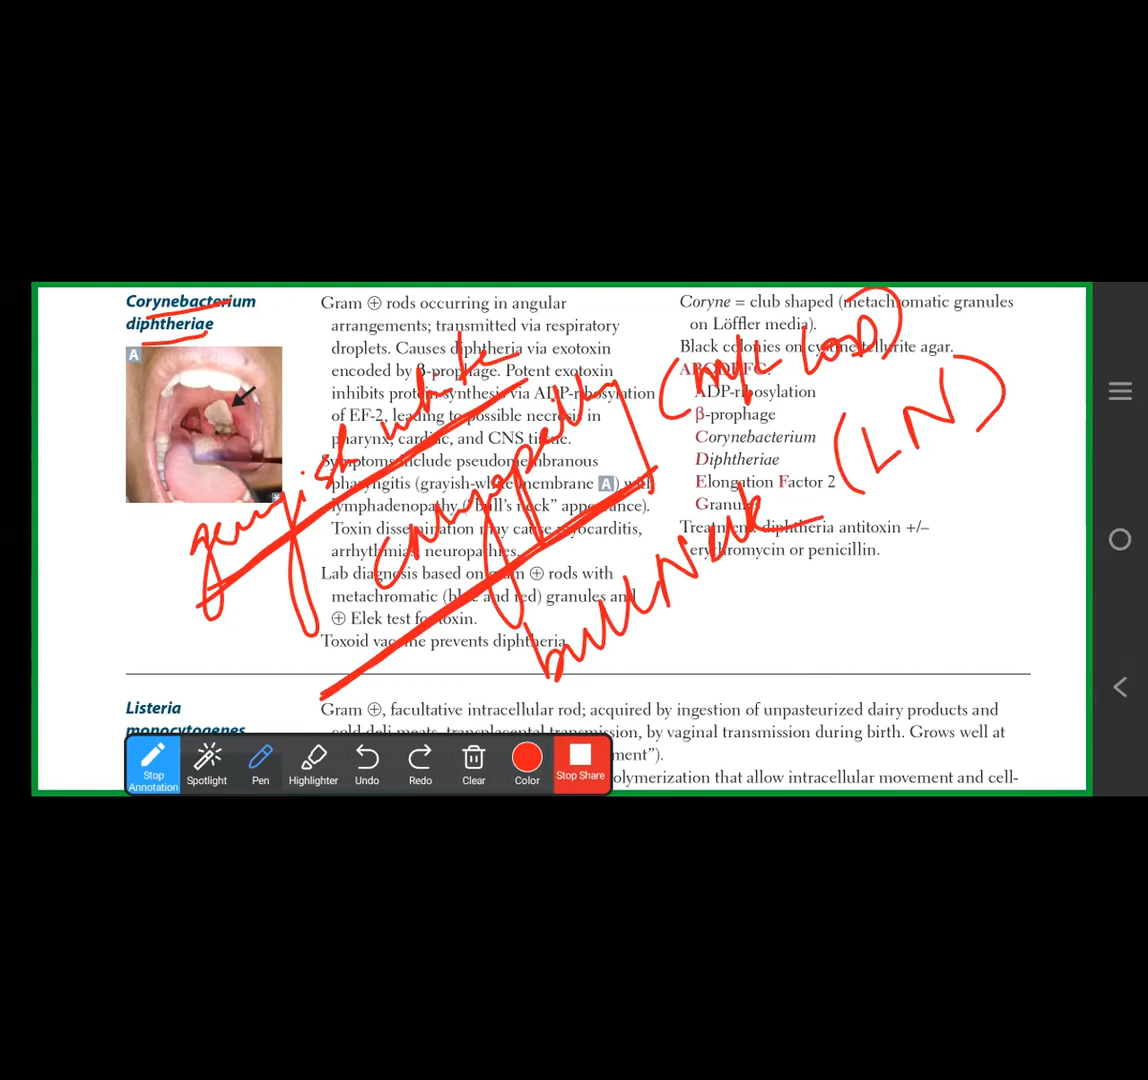 Corynebacterium
diphtheriae
A
Gram ⊕ rods occurring in angular
arrangements; transmitted via respiratory
droplets. Causes diphtheria via exotoxin
encoded by β-prophage. Potent exotoxin
inhibits protein synthesis via ADP-ribosylation
of EF-2, leading to possible necrosis in
pharynx, cardiac, and CNS tissue.
Symptoms include pseudomembranous
pharyngitis (grayish-white membrane A) with
lymphadenopathy ("bull's neck" appearance).
Toxin dissemination may cause myocarditis,
arrhythmias, neuropathies.
Lab diagnosis based on gram ⊕ rods with
metachromatic (blue and red) granules and
⊕ Elek test for toxin.
Toxoid vaccine prevents diphtheria.
Coryne = club shaped (metachromatic granules
on Löffler media).
Black colonies on cystine-tellurite agar.
ABCDEFG:
ADP-ribosylation
β-prophage
Corynebacterium
Diphtheriae
Elongation Factor 2
Granules
Treatment: diphtheria antitoxin +/–
erythromycin or penicillin.
white
(LN)
bull Neck
Listeria
monocytogenes
Gram ⊕, facultative intracellular rod; acquired by ingestion of unpasteurized dairy products and
cold deli meats, transplacental transmission, by vaginal transmission during birth. Grows well at
ment").
olymerization that allow intracellular movement and cell-
Stop Annotation
Spotlight
Pen
Highlighter
Undo
Redo
Clear
Color
Stop Share